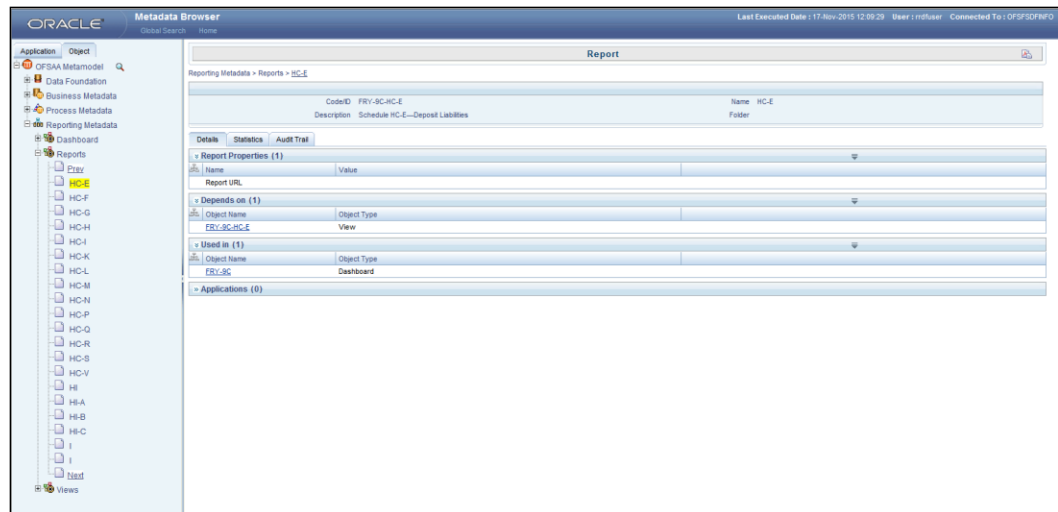 ORACLE
Metadata Browser
Last Executed Date : 17-Nov-2015 12:09:29 User : rrdfuser Connected To : OFSFSDFINFO
Global Search Home
Application Object
OFSAA Metamodel
Data Foundation
Business Metadata
Process Metadata
Reporting Metadata
Dashboard
Reports
Prev
HC-E
HC-F
HC-G
HC-H
HC-I
HC-K
HC-L
HC-M
HC-N
HC-P
HC-Q
HC-R
HC-S
HC-V
HI
HI-A
HI-B
HI-C
I
I
Next
Views
Report
Reporting Metadata > Reports > HC-E
Code/ID FRY-9C-HC-E Name HC-E
Description Schedule HC-E—Deposit Liabilities Folder
Details Statistics Audit Trail
Report Properties (1)
Name Value
Report URL
Depends on (1)
Object Name Object Type
FRY-9C-HC-E View
Used in (1)
Object Name Object Type
FRY-9C Dashboard
Applications (0)